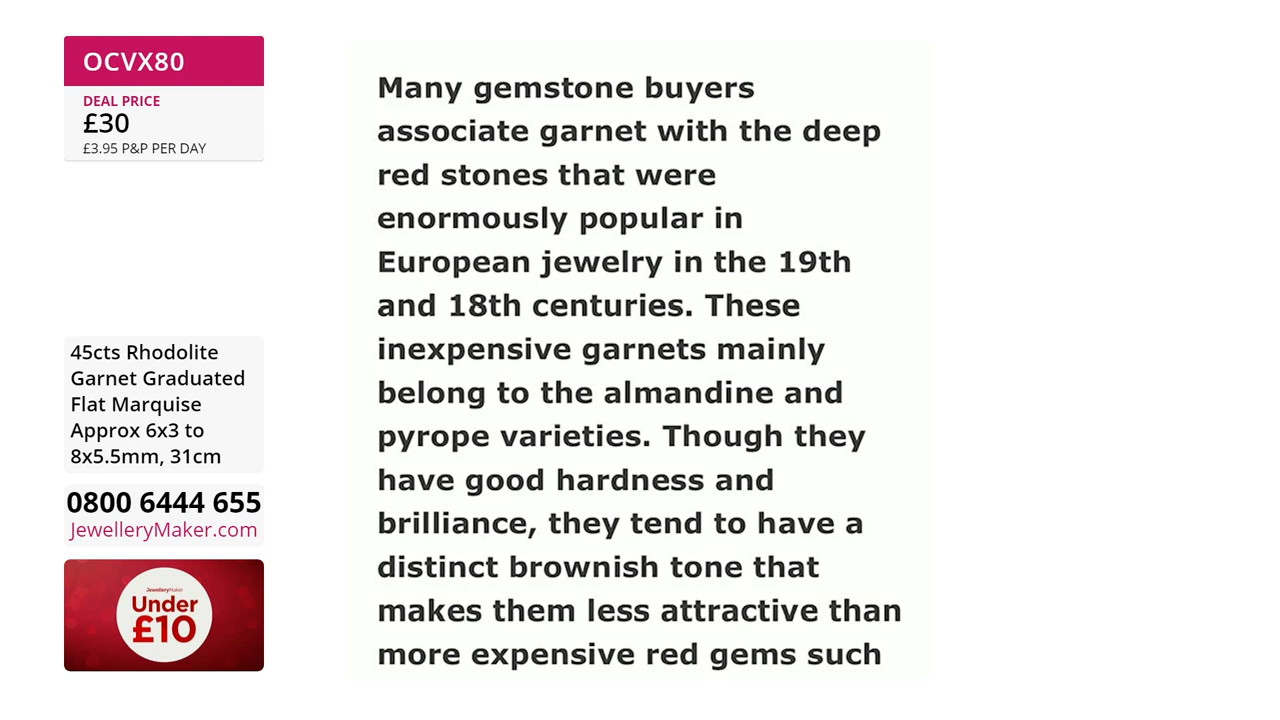 OCVX80
DEAL PRICE
£30
£3.95 P&P PER DAY
45cts Rhodolite
Garnet Graduated
Flat Marquise
Approx 6x3 to
8x5.5mm, 31cm
0800 6444 655
JewelleryMaker.com
JewelleryMaker
Under
£10
Many gemstone buyers
associate garnet with the deep
red stones that were
enormously popular in
European jewelry in the 19th
and 18th centuries. These
inexpensive garnets mainly
belong to the almandine and
pyrope varieties. Though they
have good hardness and
brilliance, they tend to have a
distinct brownish tone that
makes them less attractive than
more expensive red gems such